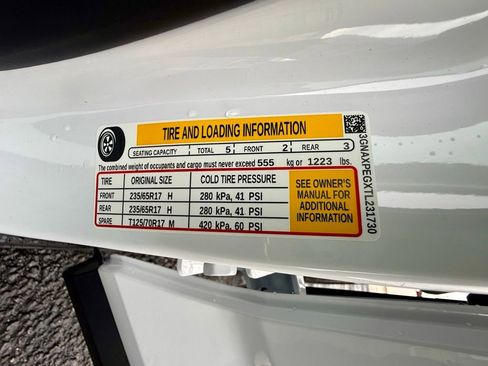 TIRE AND LOADING INFORMATION
SEATING CAPACITY TOTAL 5 FRONT 2 REAR 3
The combined weight of occupants and cargo must never exceed 555 kg or 1223 lbs.
TIRE ORIGINAL SIZE COLD TIRE PRESSURE
FRONT 235/65R17 H 280 kPa, 41 PSI
REAR 235/65R17 H 280 kPa, 41 PSI
SPARE T125/70R17 M 420 kPa, 60 PSI
SEE OWNER'S
MANUAL FOR
ADDITIONAL
INFORMATION
3GNAXPEGXTL231730